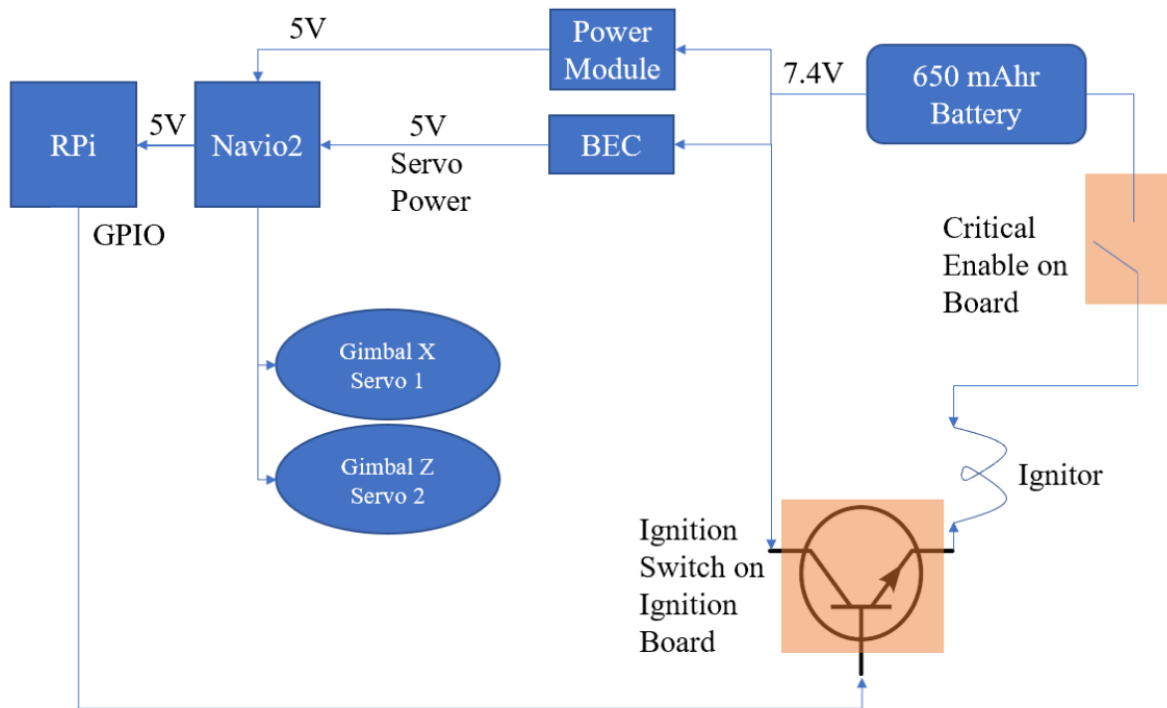 5V
Power
Module
7.4V
650 mAhr
Battery
RPi
5V
Navio2
5V
Servo
Power
BEC
GPIO
Critical
Enable on
Board
Gimbal X
Servo 1
Gimbal Z
Servo 2
Ignitor
Ignition
Switch on
Ignition
Board